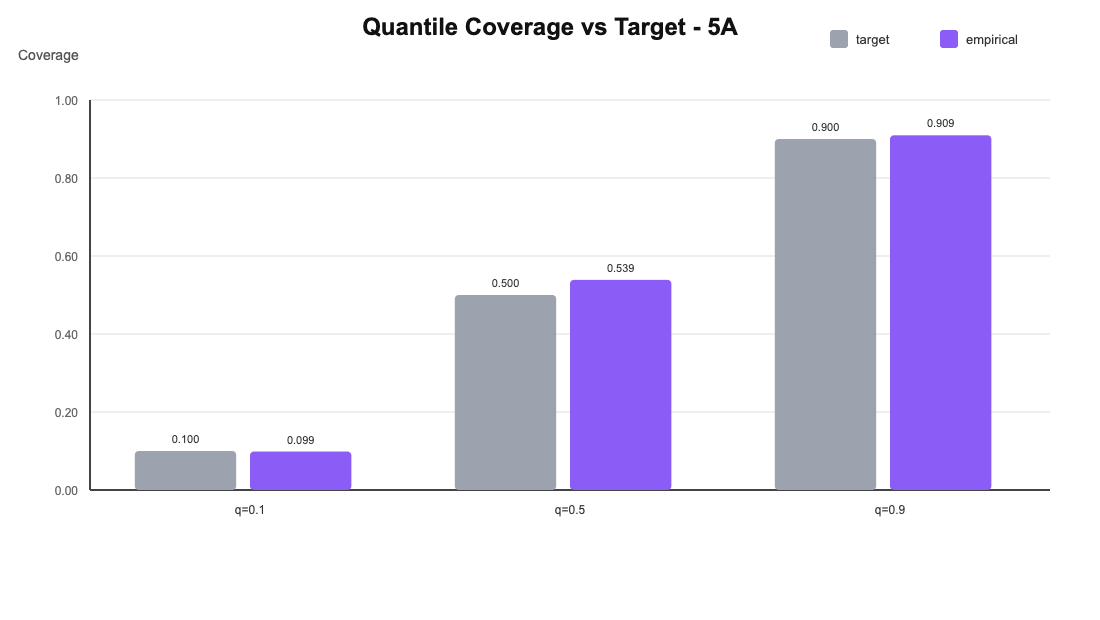 Quantile Coverage vs Target - 5A
target
empirical
Coverage
1.00
0.80
0.60
0.40
0.20
0.00
0.100
0.099
0.500
0.539
0.900
0.909
q=0.1
q=0.5
q=0.9